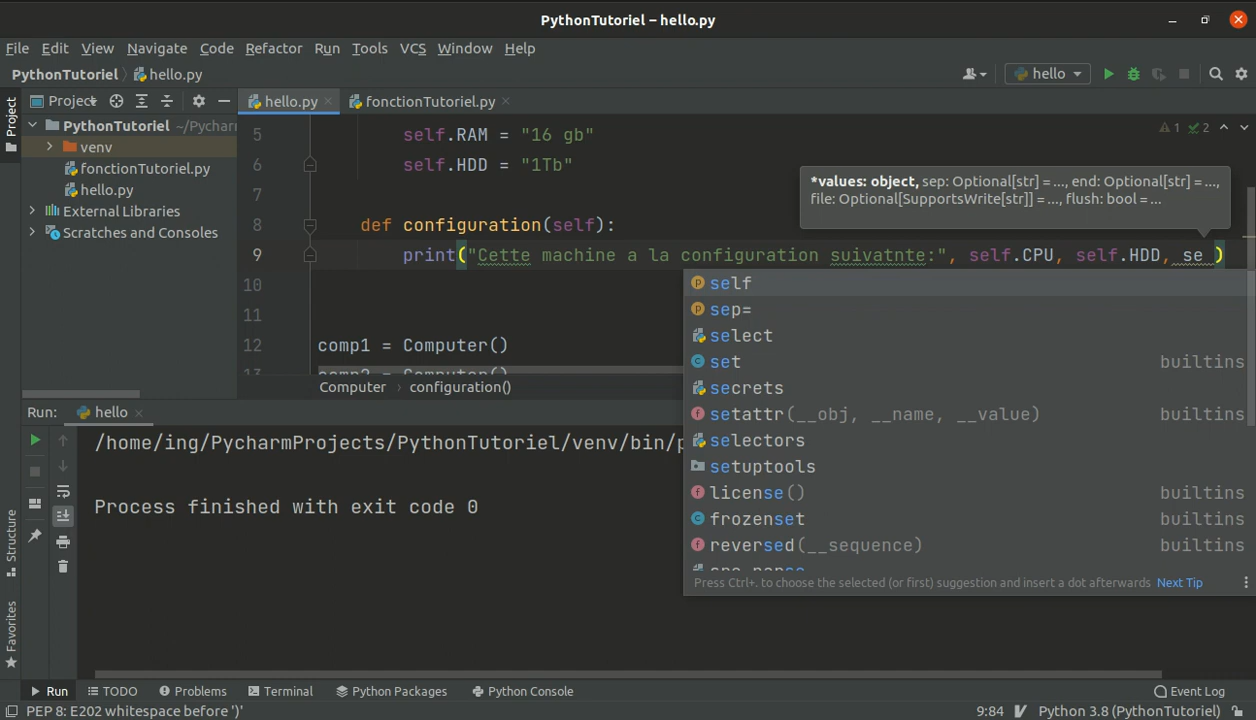 PythonTutoriel – hello.py
File Edit View Navigate Code Refactor Run Tools VCS Window Help
PythonTutoriel hello.py hello
Project
Project hello.py fonctionTutoriel.py
PythonTutoriel ~/Pycharm
venv
fonctionTutoriel.py
hello.py
External Libraries
Scratches and Consoles
1 2
5 self.RAM = "16 gb"
6 self.HDD = "1Tb"
7
8 def configuration(self):
9 print("Cette machine a la configuration suivatnte:", self.CPU, self.HDD, se )
10
11
12 comp1 = Computer()
*values: object, sep: Optional[str] = ..., end: Optional[str] = ...,
file: Optional[SupportsWrite[str]] = ..., flush: bool = ...
self
sep=
select
set builtins
secrets
setattr(__obj, __name, __value) builtins
selectors
setuptools
license() builtins
frozenset builtins
reversed(__sequence) builtins
Press Ctrl+. to choose the selected (or first) suggestion and insert a dot afterwards Next Tip
Computer configuration()
Run: hello
/home/ing/PycharmProjects/PythonTutoriel/venv/bin/p
Process finished with exit code 0
Structure
Favorites
Run TODO Problems Terminal Python Packages Python Console Event Log
PEP 8: E202 whitespace before ')' 9:84 Python 3.8 (PythonTutoriel)